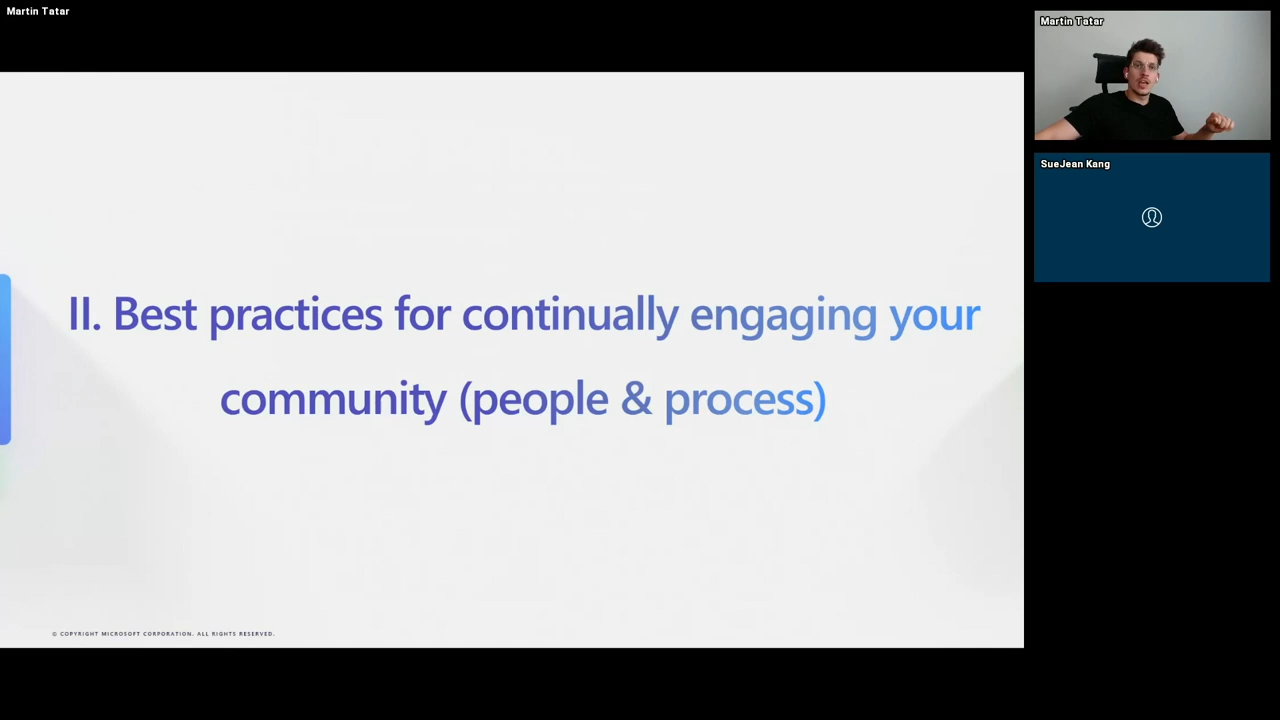 Martin Tatar
Martin Tatar
SueJean Kang
II. Best practices for continually engaging your
community (people & process)
© COPYRIGHT MICROSOFT CORPORATION. ALL RIGHTS RESERVED.